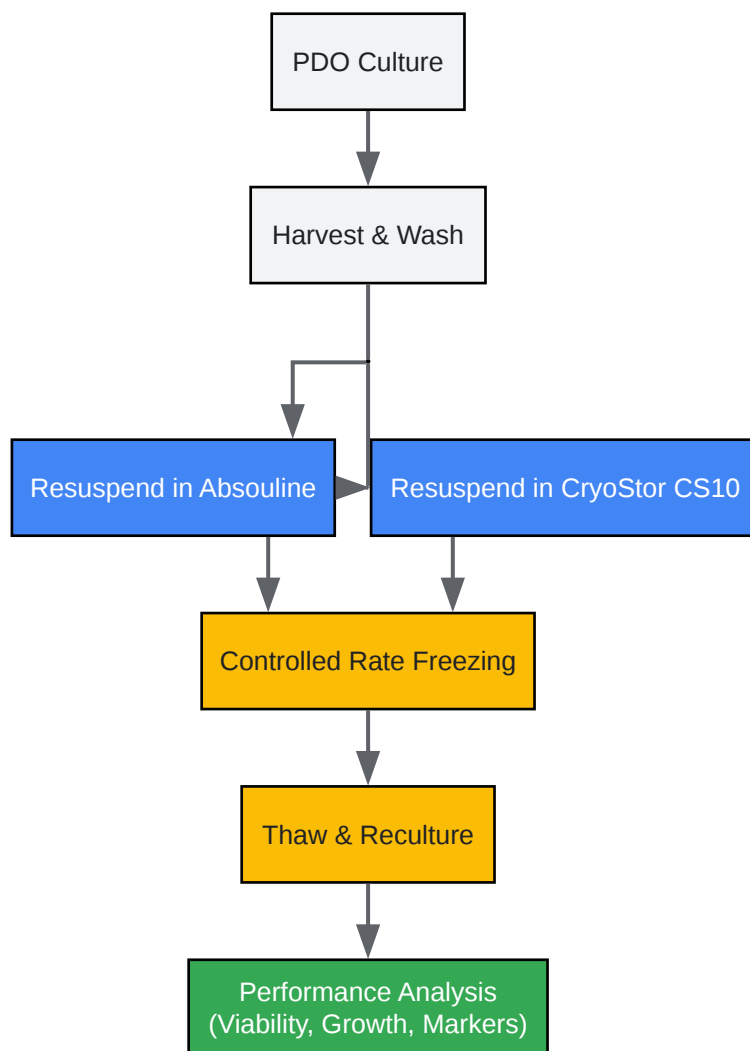 PDO Culture
Harvest & Wash
Resuspend in Absouline
Resuspend in CryoStor CS10
Controlled Rate Freezing
Thaw & Reculture
Performance Analysis
(Viability, Growth, Markers)